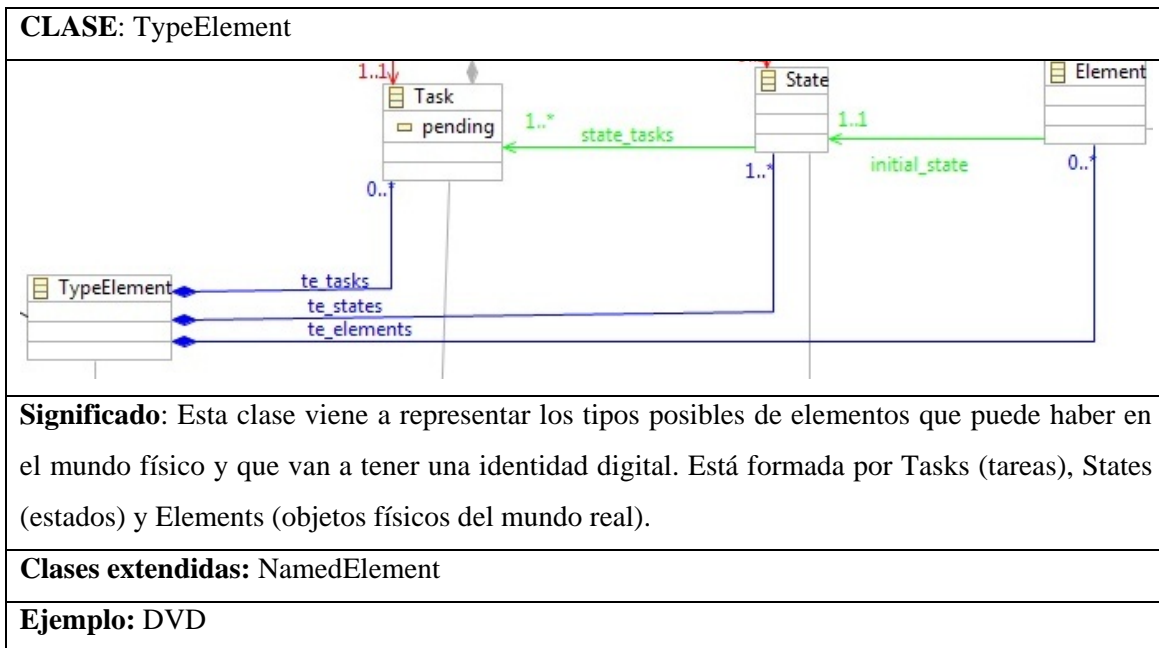 CLASE: TypeElement
1..1
Task
pending
1..*
state_tasks
State
1..1
initial_state
Element
0..*
1..*
0..*
TypeElement
te_tasks
te_states
te_elements
Significado: Esta clase viene a representar los tipos posibles de elementos que puede haber en
el mundo físico y que van a tener una identidad digital. Está formada por Tasks (tareas), States
(estados) y Elements (objetos físicos del mundo real).
Clases extendidas: NamedElement
Ejemplo: DVD